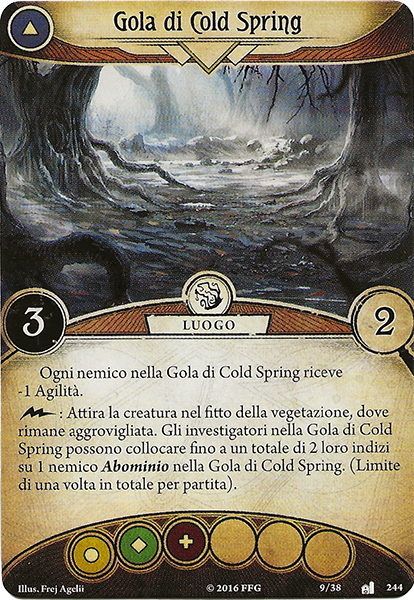 Gola di Cold Spring
3
LUOGO
2
Ogni nemico nella Gola di Cold Spring riceve
-1 Agilità.
: Attira la creatura nel fitto della vegetazione, dove
rimane aggrovigliata. Gli investigatori nella Gola di Cold
Spring possono collocare fino a un totale di 2 loro indizi
su 1 nemico Abominio nella Gola di Cold Spring. (Limite
di una volta in totale per partita).
Illus. Frej Agelii © 2016 FFG 9/38 244